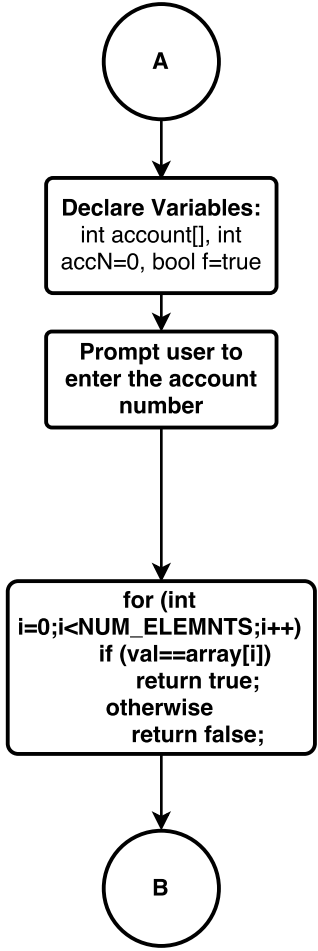 A
Declare Variables:
int account[], int
accN=0, bool f=true
Prompt user to
enter the account
number
for (int
i=0;i<NUM_ELEMNTS;i++)
if (val==array[i])
return true;
otherwise
return false;
B